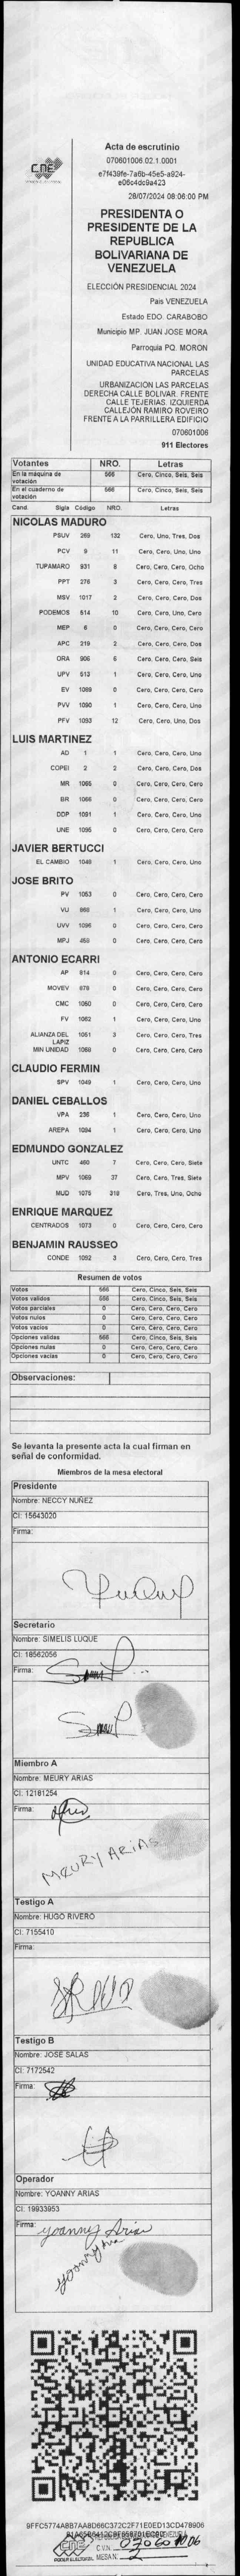 CNE
PODER ELECTORAL
Acta de escrutinio
070601006.02.1.0001
e7f439fe-7a6b-45e5-a924-
e06c4dc9a423
28/07/2024 08:06:00 PM
PRESIDENTA O
PRESIDENTE DE LA
REPUBLICA
BOLIVARIANA DE
VENEZUELA
ELECCIÓN PRESIDENCIAL 2024
Pais VENEZUELA
Estado EDO. CARABOBO
Municipio MP. JUAN JOSE MORA
Parroquia PQ. MORON
UNIDAD EDUCATIVA NACIONAL LAS
PARCELAS
URBANIZACION LAS PARCELAS
DERECHA CALLE BOLIVAR. FRENTE
CALLE TEJERIAS. IZQUIERDA
CALLEJÓN RAMIRO ROVEIRO
FRENTE A LA PARRILLERA EDIFICIO
070601006
911 Electores
Votantes NRO. Letras
En la máquina de votación 566 Cero, Cinco, Seis, Seis
En el cuaderno de votación 566 Cero, Cinco, Seis, Seis
Cand. Sigla Código NRO. Letras
NICOLAS MADURO
PSUV 269 132 Cero, Uno, Tres, Dos
PCV 9 11 Cero, Cero, Uno, Uno
TUPAMARO 931 8 Cero, Cero, Cero, Ocho
PPT 276 3 Cero, Cero, Cero, Tres
MSV 1017 2 Cero, Cero, Cero, Dos
PODEMOS 514 10 Cero, Cero, Uno, Cero
MEP 6 0 Cero, Cero, Cero, Cero
APC 219 2 Cero, Cero, Cero, Dos
ORA 906 6 Cero, Cero, Cero, Seis
UPV 513 1 Cero, Cero, Cero, Uno
EV 1089 0 Cero, Cero, Cero, Cero
PVV 1090 1 Cero, Cero, Cero, Uno
PFV 1093 12 Cero, Cero, Uno, Dos
LUIS MARTINEZ
AD 1 1 Cero, Cero, Cero, Uno
COPEI 2 2 Cero, Cero, Cero, Dos
MR 1065 0 Cero, Cero, Cero, Cero
BR 1066 0 Cero, Cero, Cero, Cero
DDP 1091 1 Cero, Cero, Cero, Uno
UNE 1095 0 Cero, Cero, Cero, Cero
JAVIER BERTUCCI
EL CAMBIO 1048 1 Cero, Cero, Cero, Uno
JOSE BRITO
PV 1053 0 Cero, Cero, Cero, Cero
VU 868 1 Cero, Cero, Cero, Uno
UVV 1096 0 Cero, Cero, Cero, Cero
MPJ 458 0 Cero, Cero, Cero, Cero
ANTONIO ECARRI
AP 814 0 Cero, Cero, Cero, Cero
MOVEV 878 0 Cero, Cero, Cero, Cero
CMC 1050 0 Cero, Cero, Cero, Cero
FV 1062 1 Cero, Cero, Cero, Uno
ALIANZA DEL LAPIZ 1051 3 Cero, Cero, Cero, Tres
MIN UNIDAD 1068 0 Cero, Cero, Cero, Cero
CLAUDIO FERMIN
SPV 1049 1 Cero, Cero, Cero, Uno
DANIEL CEBALLOS
VPA 236 1 Cero, Cero, Cero, Uno
AREPA 1094 1 Cero, Cero, Cero, Uno
EDMUNDO GONZALEZ
UNTC 460 7 Cero, Cero, Cero, Siete
MPV 1069 37 Cero, Cero, Tres, Siete
MUD 1075 318 Cero, Tres, Uno, Ocho
ENRIQUE MARQUEZ
CENTRADOS 1073 0 Cero, Cero, Cero, Cero
BENJAMIN RAUSSEO
CONDE 1092 3 Cero, Cero, Cero, Tres
Resumen de votos
Votos 566 Cero, Cinco, Seis, Seis
Votos validos 566 Cero, Cinco, Seis, Seis
Votos parciales 0 Cero, Cero, Cero, Cero
Votos nulos 0 Cero, Cero, Cero, Cero
Votos vacios 0 Cero, Cero, Cero, Cero
Opciones validas 566 Cero, Cinco, Seis, Seis
Opciones nulas 0 Cero, Cero, Cero, Cero
Opciones vacias 0 Cero, Cero, Cero, Cero
Observaciones:
Se levanta la presente acta la cual firman en
señal de conformidad.
Miembros de la mesa electoral
Presidente
Nombre: NECCY NUÑEZ
CI: 15643020
Firma:
Secretario
Nombre: SIMELIS LUQUE
CI: 18562056
Firma:
Miembro A
Nombre: MEURY ARIAS
CI: 12181254
Firma:
MEURY ARIAS
Testigo A
Nombre: HUGO RIVERO
CI: 7155410
Firma:
Testigo B
Nombre: JOSE SALAS
CI: 7172542
Firma:
Operador
Nombre: YOANNY ARIAS
CI: 19933953
Firma: Yoanny Arias
9FFC5774ABB7AA8D66C372C2F71E0ED13CD478906
CNE
PODER ELECTORAL
C.V.N. 07060 1006
MESA N: 2